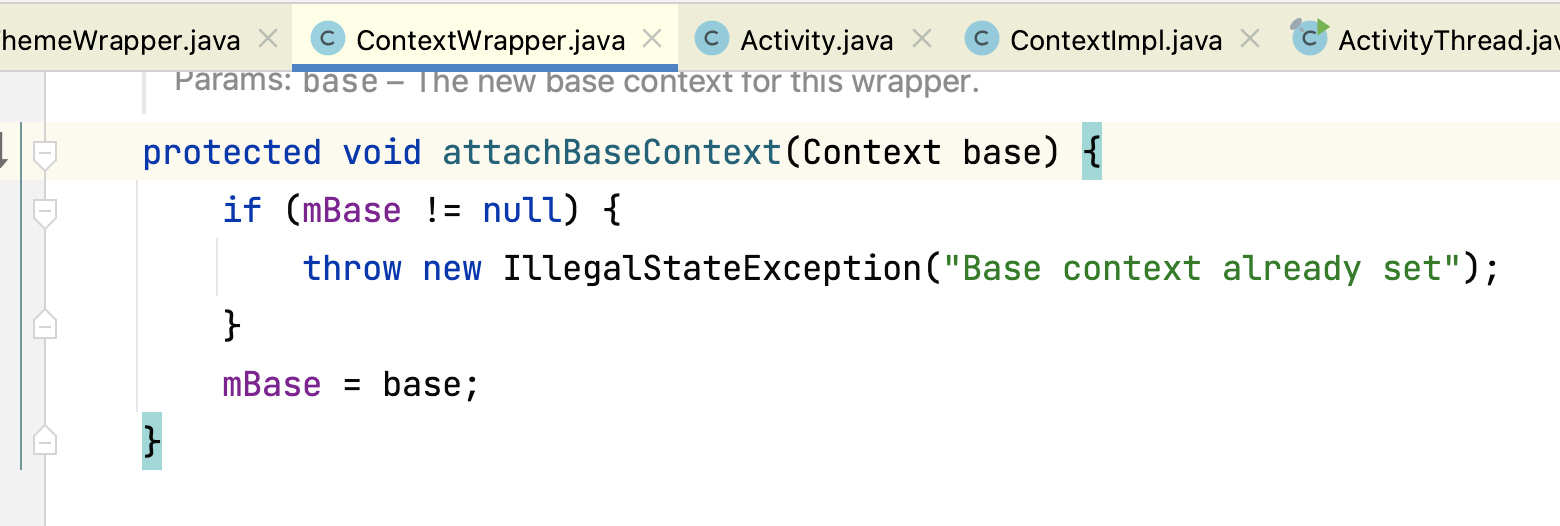 hemeWrapper.java ContextWrapper.java Activity.java ContextImpl.java ActivityThread.jav
Params: base – The new base context for this wrapper.
protected void attachBaseContext(Context base) {
if (mBase != null) {
throw new IllegalStateException("Base context already set");
}
mBase = base;
}